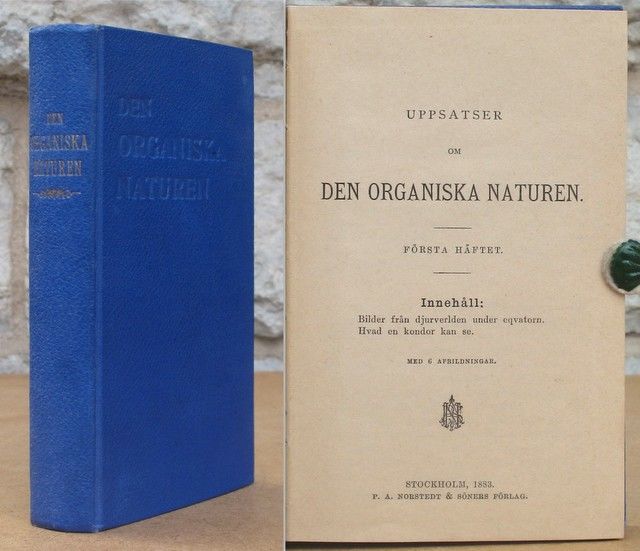 DEN
ORGANISKA
NATUREN
DEN
ORGANISKA
NATUREN
UPPSATSER
OM
DEN ORGANISKA NATUREN.
FÖRSTA HÄFTET.
Innehåll:
Bilder från djurverlden under eqvatorn.
Hvad en kondor kan se.
MED 6 AFBILDNINGAR.
STOCKHOLM, 1883.
P. A. NORSTEDT & SÖNERS FÖRLAG.